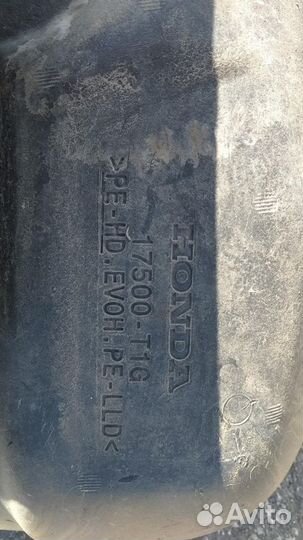 HONDA
17500-T1G
>PE-HD.EVOH.PE-LLD<
Avito